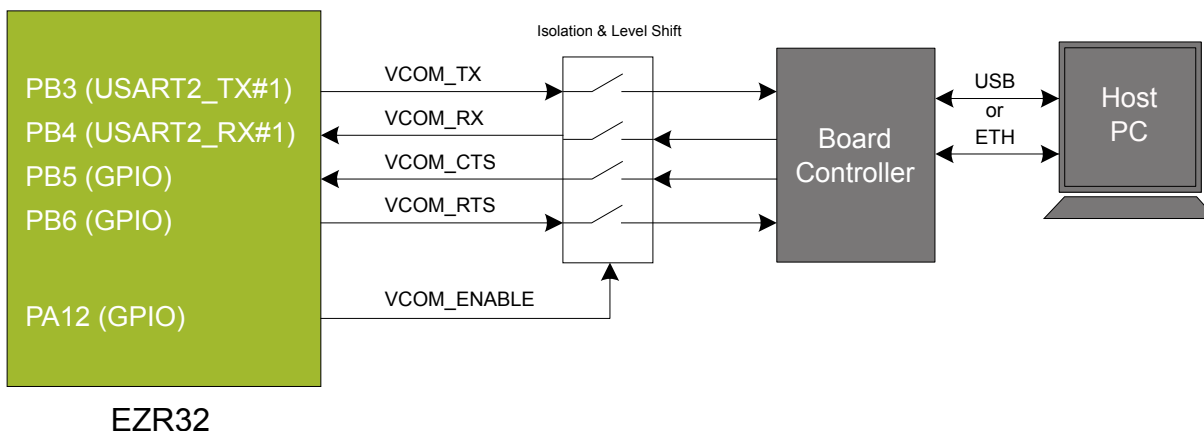 Isolation & Level Shift
PB3 (USART2_TX#1)
VCOM_TX
PB4 (USART2_RX#1)
VCOM_RX
PB5 (GPIO)
VCOM_CTS
PB6 (GPIO)
VCOM_RTS
PA12 (GPIO)
VCOM_ENABLE
Board
Controller
USB
or
ETH
Host
PC
EZR32